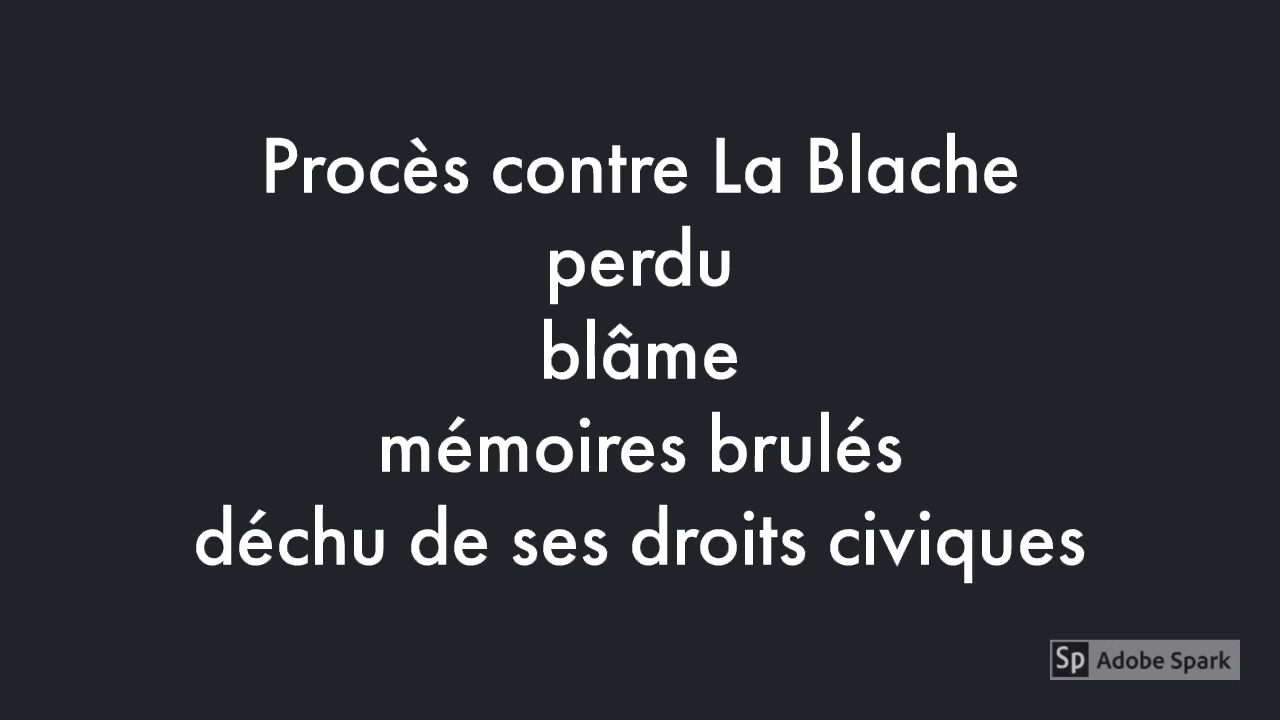 Procès contre La Blache
perdu
blâme
mémoires brulés
déchu de ses droits civiques
Sp Adobe Spark